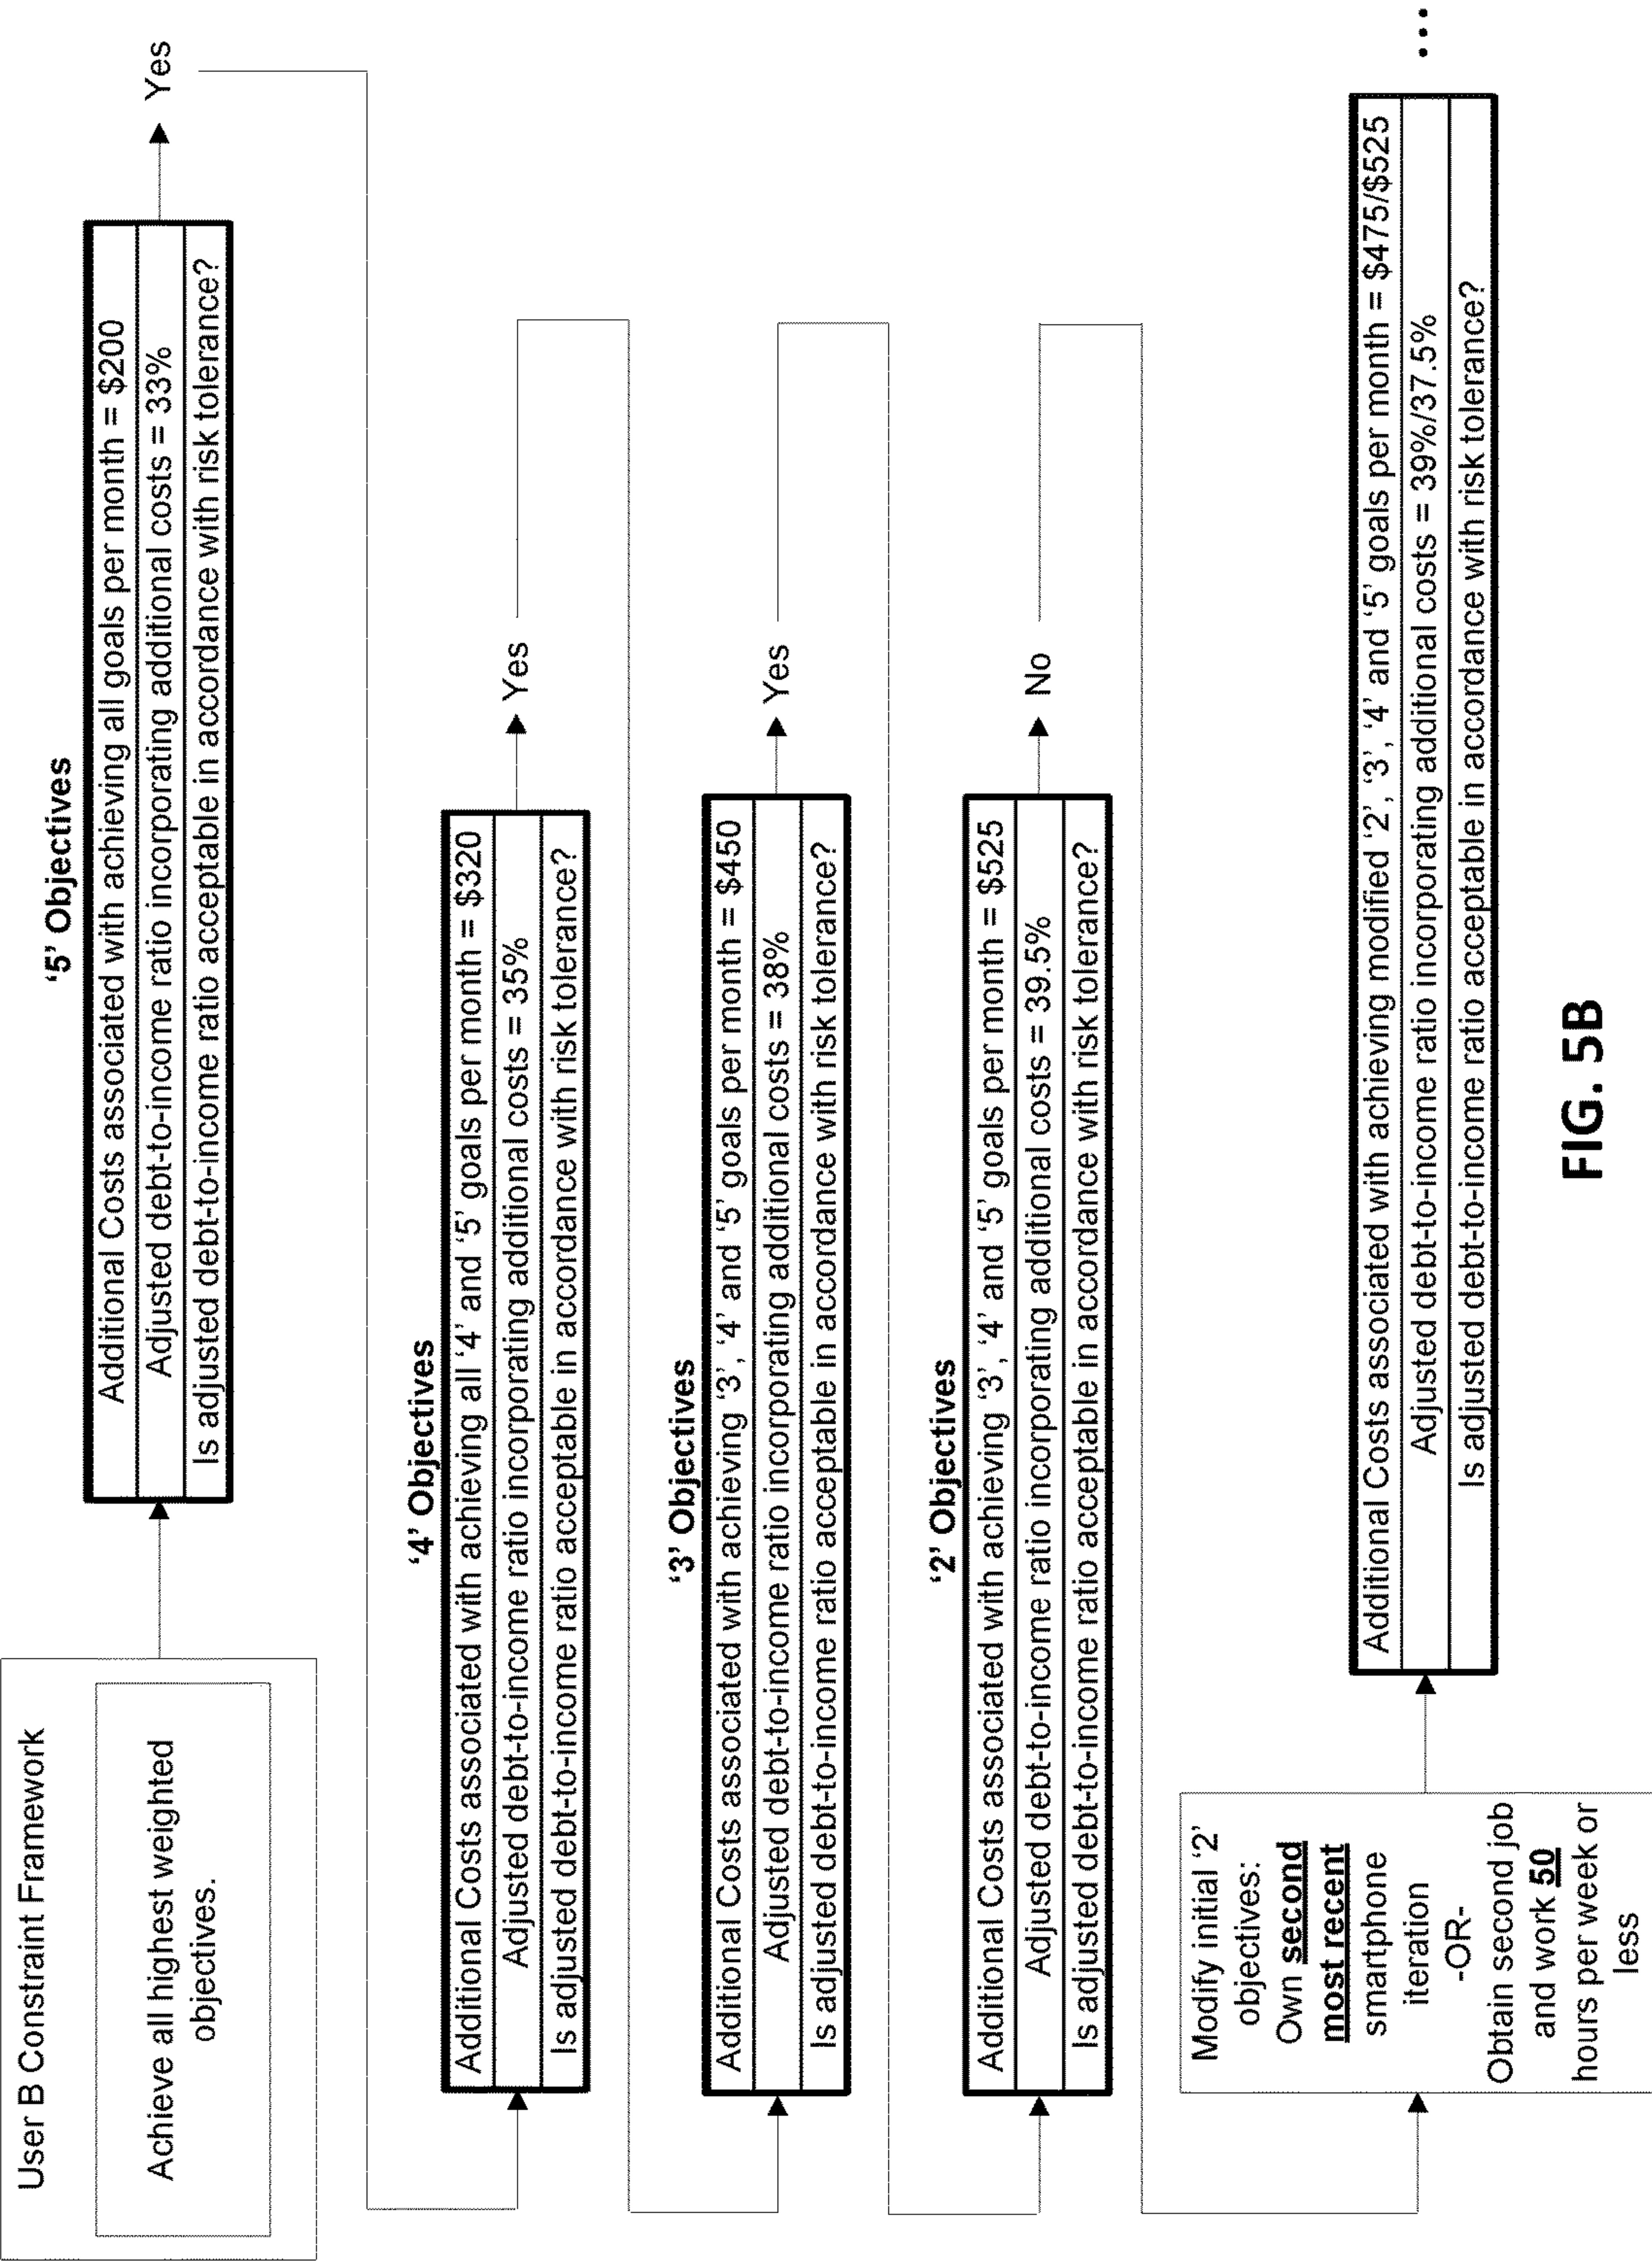 User B Constraint Framework
Achieve all highest weighted
objectives.
‘5’ Objectives
Additional Costs associated with achieving all goals per month = $200
Adjusted debt-to-income ratio incorporating additional costs = 33%
Is adjusted debt-to-income ratio acceptable in accordance with risk tolerance?
Yes
‘4’ Objectives
Additional Costs associated with achieving all ‘4’ and ‘5’ goals per month = $320
Adjusted debt-to-income ratio incorporating additional costs = 35%
Is adjusted debt-to-income ratio acceptable in accordance with risk tolerance?
Yes
‘3’ Objectives
Additional Costs associated with achieving ‘3’, ‘4’ and ‘5’ goals per month = $450
Adjusted debt-to-income ratio incorporating additional costs = 38%
Is adjusted debt-to-income ratio acceptable in accordance with risk tolerance?
Yes
‘2’ Objectives
Additional Costs associated with achieving ‘3’, ‘4’ and ‘5’ goals per month = $525
Adjusted debt-to-income ratio incorporating additional costs = 39.5%
Is adjusted debt-to-income ratio acceptable in accordance with risk tolerance?
No
Modify initial ‘2’
objectives:
Own second
most recent
smartphone
iteration
-OR-
Obtain second job
and work 50
hours per week or
less
Additional Costs associated with achieving modified ‘2’, ‘3’, ‘4’ and ‘5’ goals per month = $475/$525
Adjusted debt-to-income ratio incorporating additional costs = 39%/37.5%
Is adjusted debt-to-income ratio acceptable in accordance with risk tolerance?
...
FIG. 5B